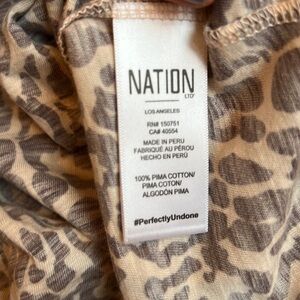 NATION
LTD
LOS ANGELES
RN# 150751
CA# 40554
MADE IN PERU
FABRIQUÉ AU PÉROU
HECHO EN PERÚ
100% PIMA COTTON/
PIMA COTON/
ALGODÓN PIMA
#PerfectlyUndone